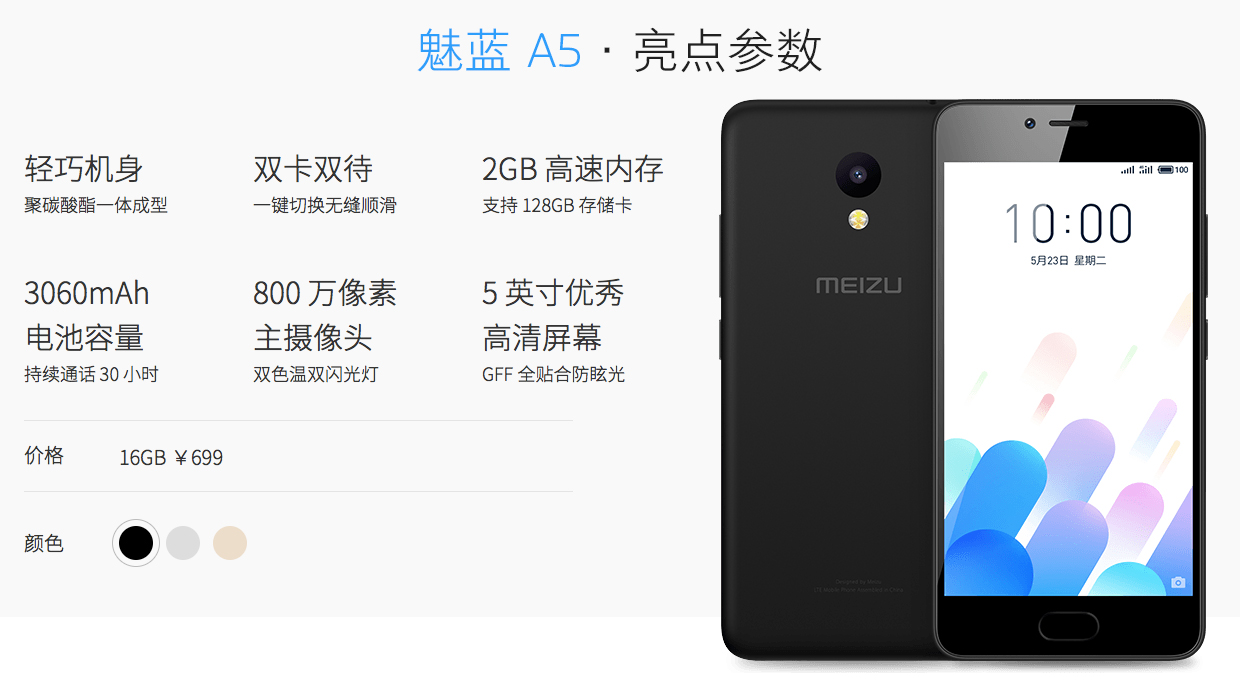 魅蓝 A5 · 亮点参数
轻巧机身
聚碳酸酯一体成型
双卡双待
一键切换无缝顺滑
2GB 高速内存
支持 128GB 存储卡
3060mAh
电池容量
持续通话 30 小时
800 万像素
主摄像头
双色温双闪光灯
5 英寸优秀
高清屏幕
GFF 全贴合防眩光
价格 16GB ￥699
颜色
MEIZU
100
10:00
5月23日 星期二